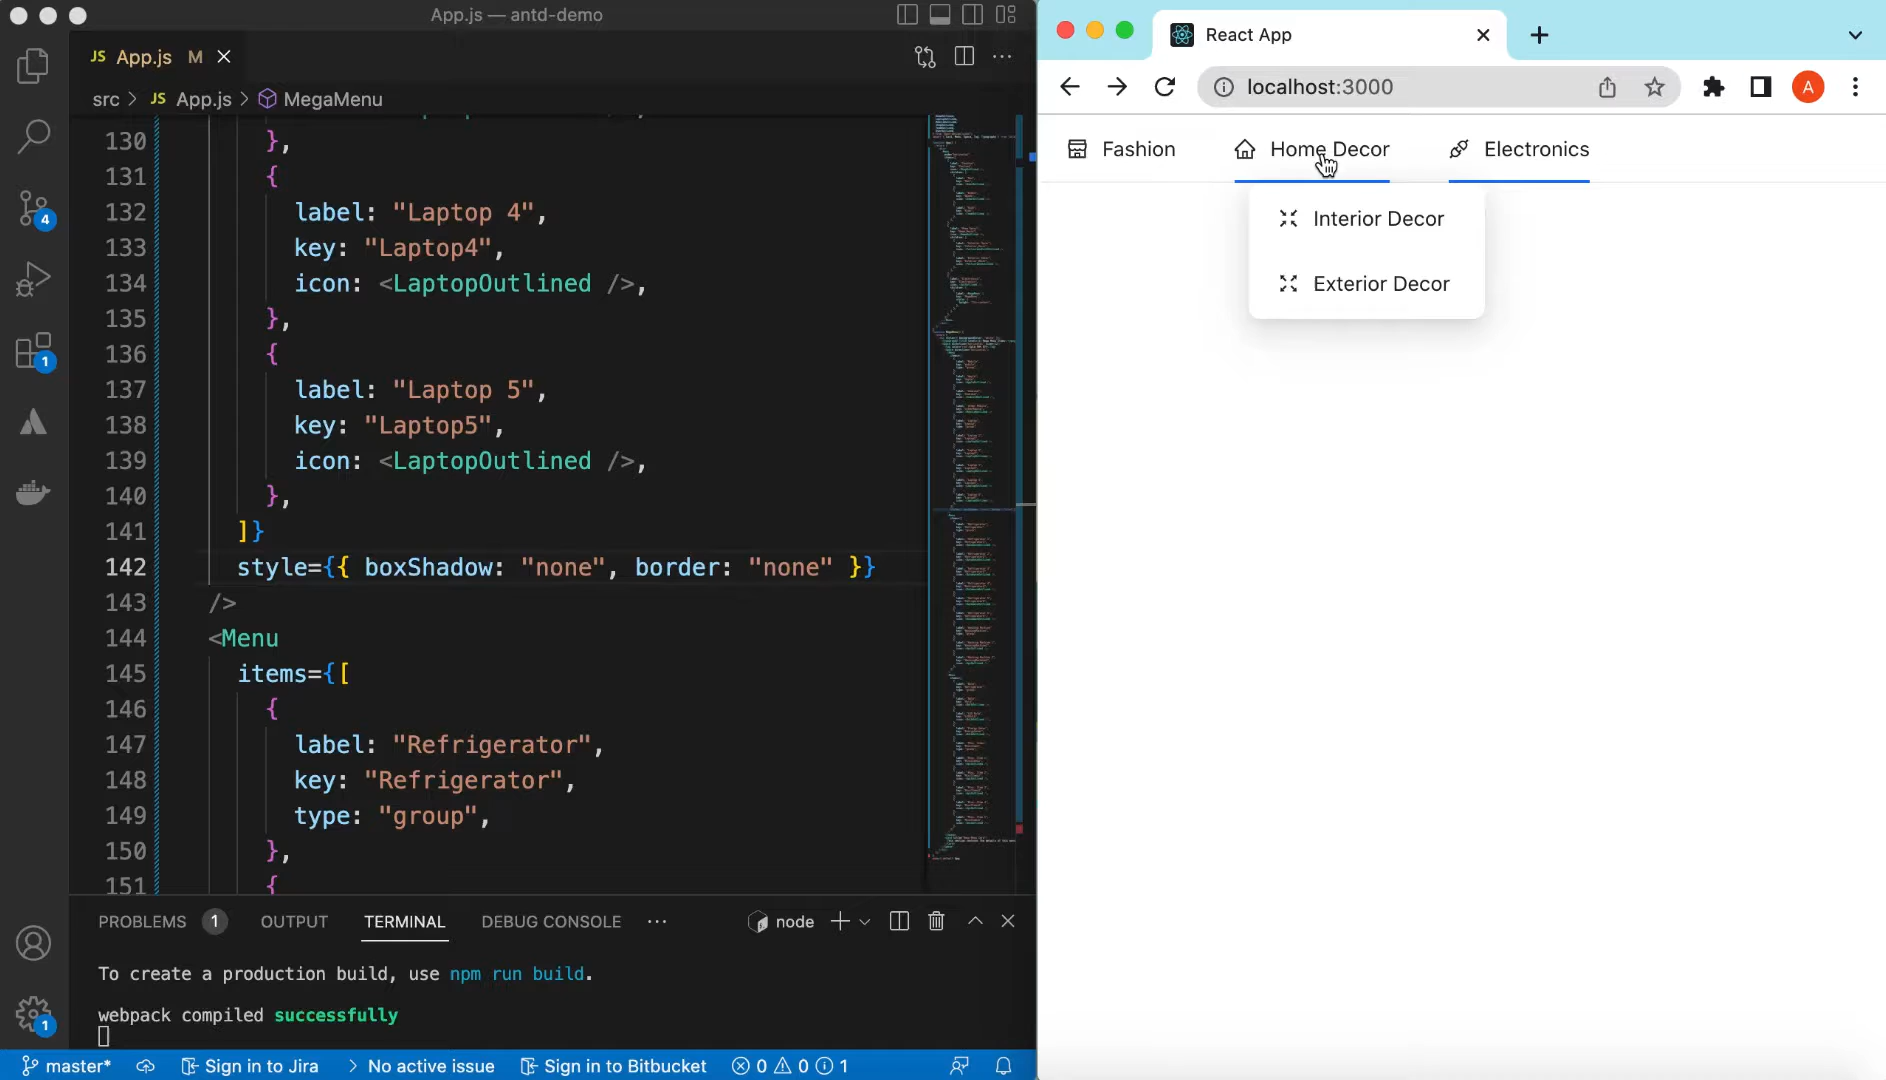 App.js — antd-demo
JS App.js M
src > JS App.js > MegaMenu
130 },
131 {
132 label: "Laptop 4",
133 key: "Laptop4",
134 icon: <LaptopOutlined />,
135 },
136 {
137 label: "Laptop 5",
138 key: "Laptop5",
139 icon: <LaptopOutlined />,
140 },
141 ]}
142 style={{ boxShadow: "none", border: "none" }}
143 />
144 <Menu
145 items={[
146 {
147 label: "Refrigerator",
148 key: "Refrigerator",
149 type: "group",
150 },
151 {
4
1
1
PROBLEMS 1 OUTPUT TERMINAL DEBUG CONSOLE ··· node
To create a production build, use npm run build.
webpack compiled successfully
master* Sign in to Jira > No active issue Sign in to Bitbucket 0 0 1
React App
localhost:3000
A
Fashion Home Decor Electronics
Interior Decor
Exterior Decor